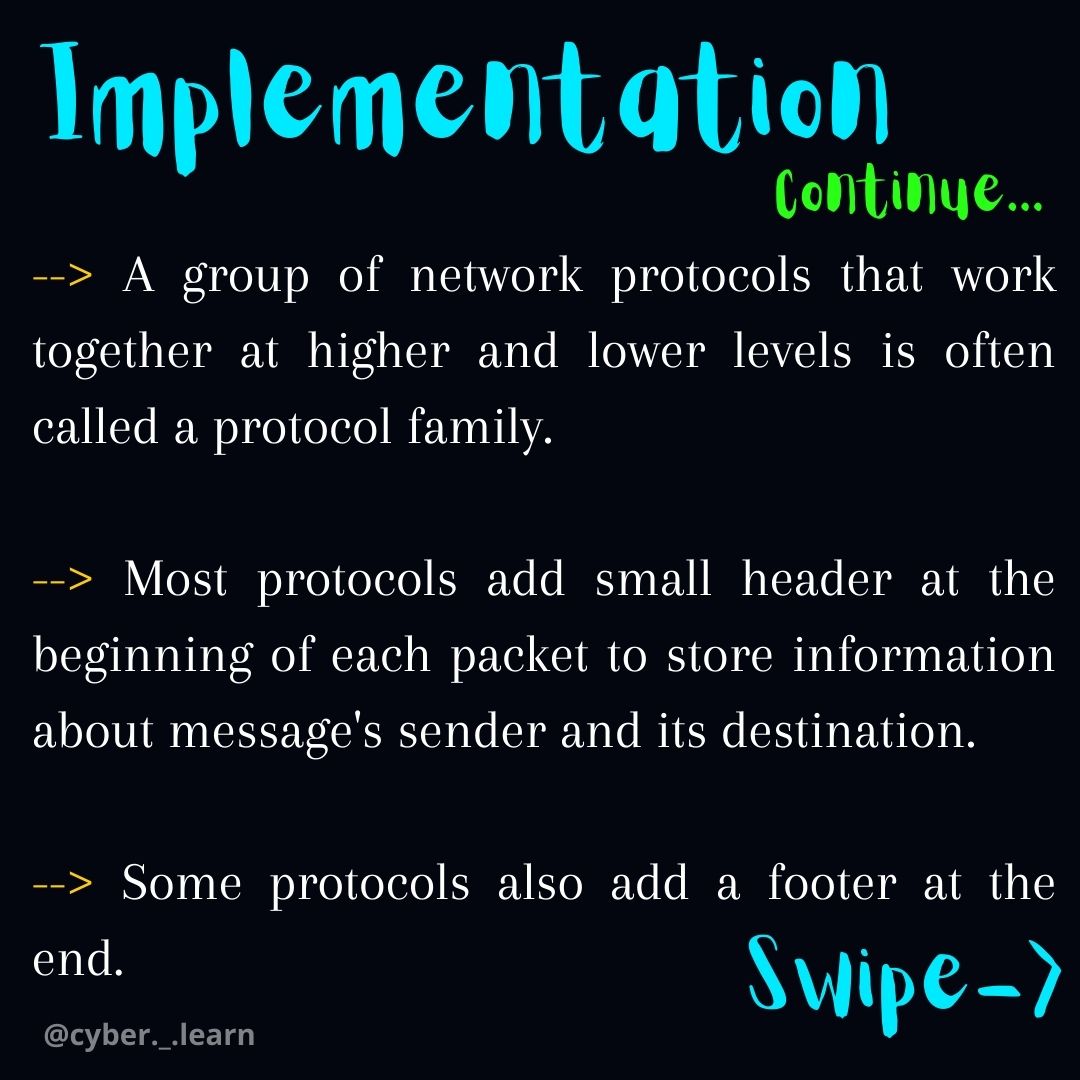 Implementation
Continue...
--> A group of network protocols that work
together at higher and lower levels is often
called a protocol family.
--> Most protocols add small header at the
beginning of each packet to store information
about message's sender and its destination.
--> Some protocols also add a footer at the
end.
Swipe->
@cyber._.learn